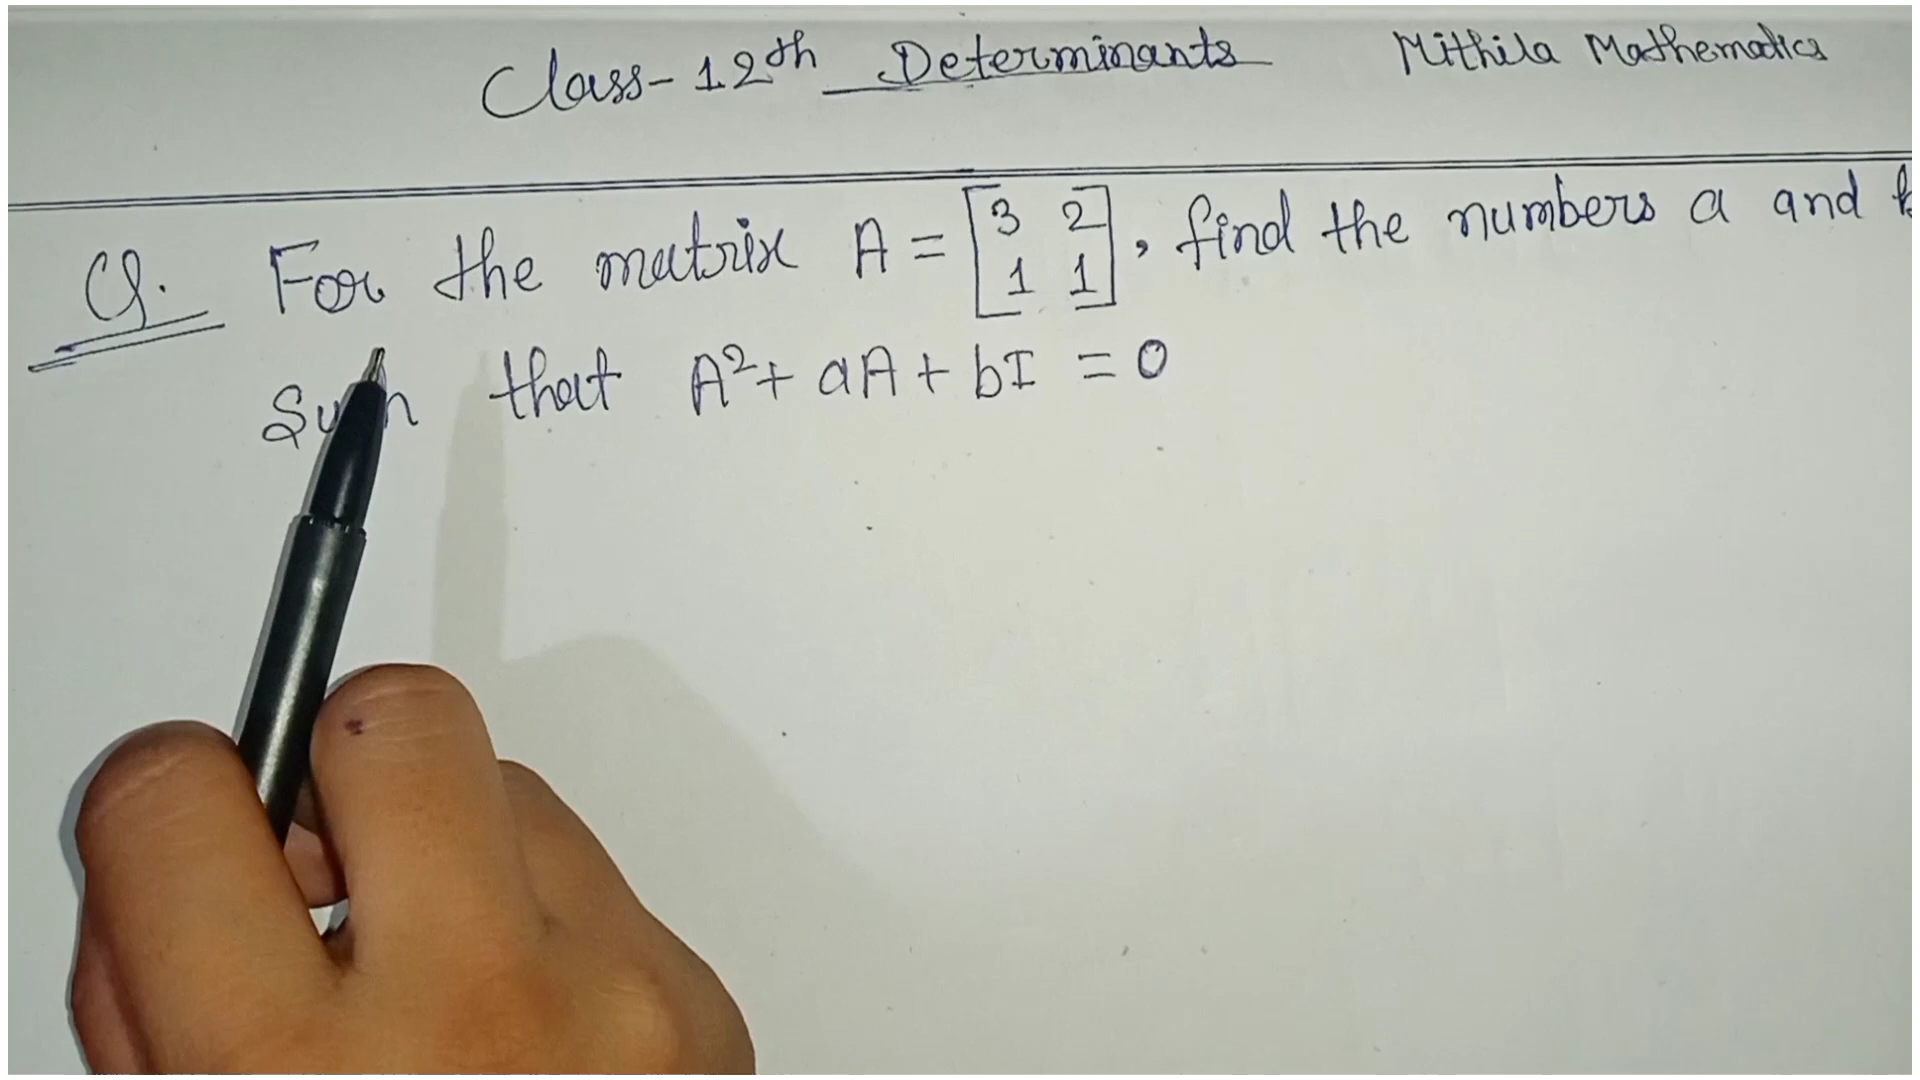 Class-12th Determinants Mithila Mathematics
Q. For the matrix A = [3 2 1 1], find the numbers a and b
Such that A²+ aA + bI = 0